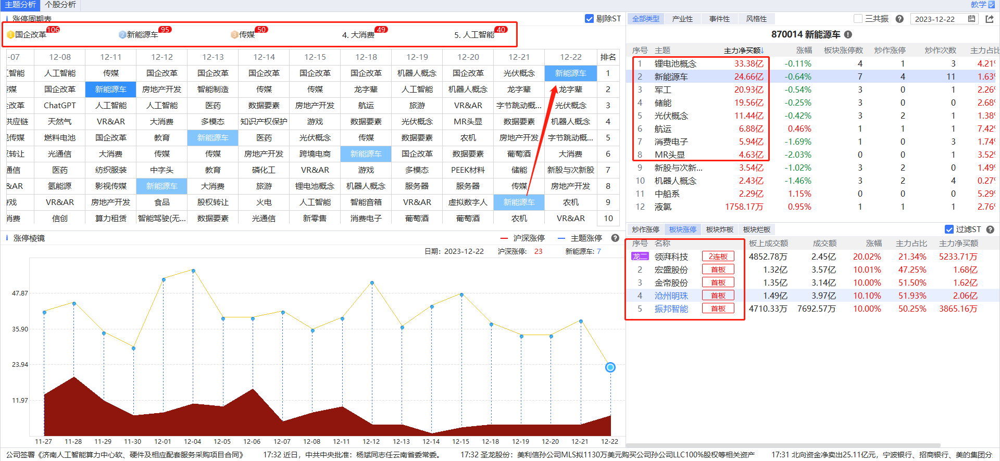 主题分析 个股分析 教学
涨停周期表 剔除ST
1 国企改革 106 2 新能源车 95 3 传媒 50 4. 大消费 49 5. 人工智能 40
-07 12-08 12-11 12-12 12-13 12-14 12-15 12-18 12-19 12-20 12-21 12-22 排名
工智能 人工智能 传媒 国企改革 国企改革 国企改革 国企改革 国企改革 机器人概念 国企改革 光伏概念 新能源车 1
传媒 国企改革 新能源车 房地产开发 智能制造 传媒 传媒 龙字辈 人工智能 机器人概念 龙字辈 龙字辈 2
企改革 ChatGPT 人工智能 人工智能 医药 数据要素 房地产开发 航运 旅游 VR&AR 字节跳动概... 光伏概念 3
供应链 天然气 VR&AR 大消费 多模态 知识产权保护 游戏 数据要素 光伏概念 MR头显 数据要素 机器人概念 4
视传媒 燃料电池 国企改革 教育 新能源车 医药 光伏概念 传媒 数据要素 农机 房地产开发 字节跳动概... 5
权转让 光通信 大消费 传媒 传媒 房地产开发 跨境电商 新能源车 国企改革 数据要素 葡萄酒 大消费 6
通信 医药 纺织服装 中字头 教育 磷化工 VR&AR 游戏 多模态 PEEK材料 储能 新股与次新股 7
&AR 氢能源 影视传媒 新能源车 大消费 旅游 锂电池概念 机器人概念 服务器 服务器 传媒 房地产开发 8
游戏 VR&AR 房地产开发 食品 股权转让 火电 人工智能 智能音箱 VR&AR 虚拟数字人 新能源车 农机 9
消费 信创 算力租赁 智能驾驶(无... 数据要素 光通信 新零售 消费电子 葡萄酒 葡萄酒 农机 VR&AR 10
涨停棱镜 沪深涨停 主题涨停
日期: 2023-12-22 沪深涨停: 23 新能源车: 7
47.87
35.90
23.94
11.97
11-27 11-28 11-29 11-30 12-01 12-04 12-05 12-06 12-07 12-08 12-11 12-12 12-13 12-14 12-15 12-18 12-19 12-20 12-21 12-22
全部类型 产业性 事件性 风格性 三共振 2023-12-22
870014 新能源车
序号 主题 主力净买额↓ 涨幅 板块涨停数 炒作涨停 炒作次数 主力占比
1 锂电池概念 33.38亿 -0.11% 4 1 3 4.21%
2 新能源车 24.66亿 -0.64% 7 4 11 1.63%
3 军工 20.93亿 -0.54% 3 0 1 2.26%
4 储能 19.56亿 -0.25% 3 0 0 2.68%
5 光伏概念 11.44亿 -0.42% 3 2 1 1.38%
6 航运 6.88亿 0.46% 1 1 1 7.42%
7 消费电子 5.94亿 -1.69% 1 0 3 1.74%
8 MR头显 4.63亿 -2.03% 0 0 1 3.52%
9 新股与次新... 3.54亿 -1.02% 3 2 0 1.49%
10 机器人概念 2.43亿 -1.46% 3 2 4 0.27%
11 中船系 2.29亿 1.15% 0 0 0 5.29%
12 液氯 1758.17万 0.95% 1 1 1 2.76%
炒作涨停 板块涨停 板块炸板 板块烂板 过滤ST
序号 名称 板上成交额 成交额 涨幅 主力占比 主力净买额
龙二 领湃科技 2连板 4852.78万 2.45亿 20.02% 21.34% 5233.71万
2 宏盛股份 首板 1.32亿 3.57亿 10.01% 47.25% 1.68亿
3 金帝股份 首板 1.35亿 3.14亿 10.00% 51.50% 1.62亿
4 沧州明珠 首板 1.49亿 3.97亿 10.10% 51.93% 2.06亿
5 振邦智能 首板 4710.33万 7692.57万 10.00% 50.25% 3865.16万
公司签署《济南人工智能算力中心软、硬件及相应配套服务采购项目合同》 17:32 近日，中共中央批准：杨斌同志任云南省委常委。 17:32 圣龙股份：美利信孙公司MLS拟1130万美元购买公司孙公司LLC100%股权等相关资产 17:31 北向资金净卖出25.11亿元，宁波银行、招商银行、美的集团分